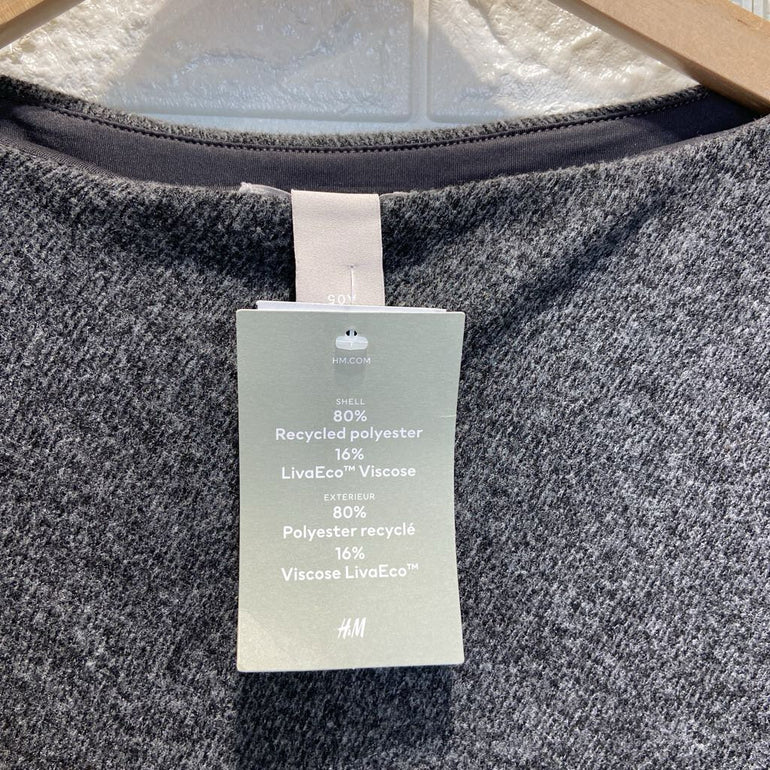 HM.COM
SHELL
80%
Recycled polyester
16%
LivaEco™ Viscose
EXTERIEUR
80%
Polyester recyclé
16%
Viscose LivaEco™
H&M